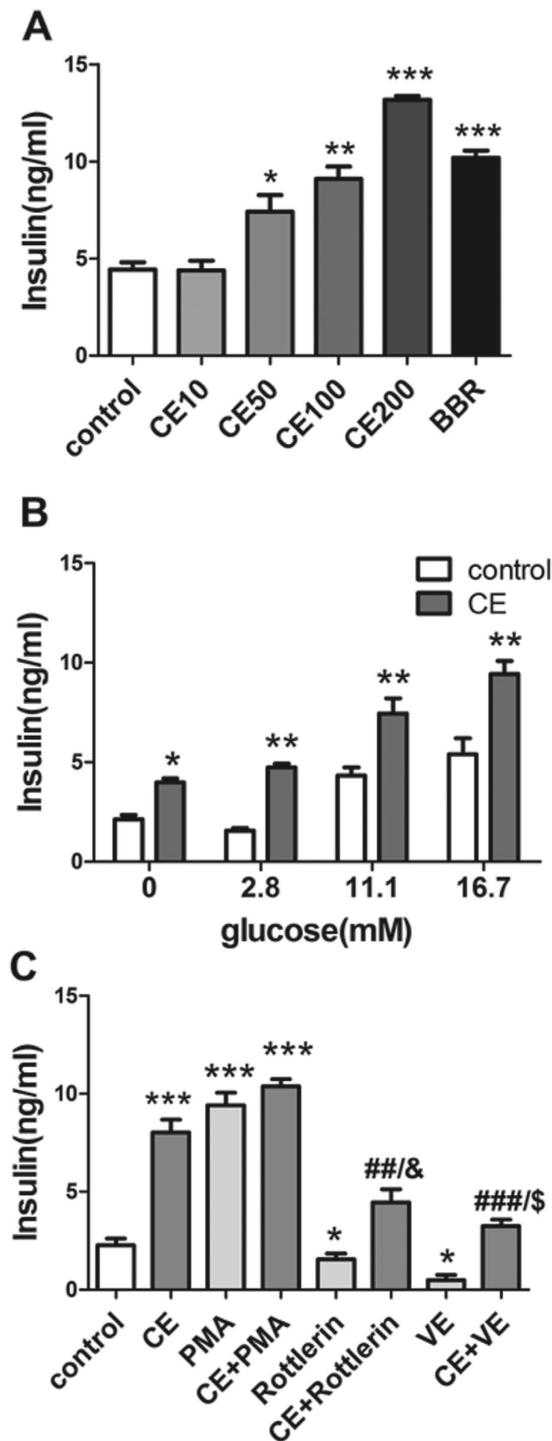 A
Insulin(ng/ml)
15
10
5
0
*
**
***
***
control
CE10
CE50
CE100
CE200
BBR
B
Insulin(ng/ml)
15
10
5
0
control
CE
*
**
**
**
0
2.8
11.1
16.7
glucose(mM)
C
Insulin(ng/ml)
15
10
5
0
***
***
***
*
##/&
*
###/$
control
CE
PMA
CE+PMA
Rottlerin
CE+Rottlerin
VE
CE+VE